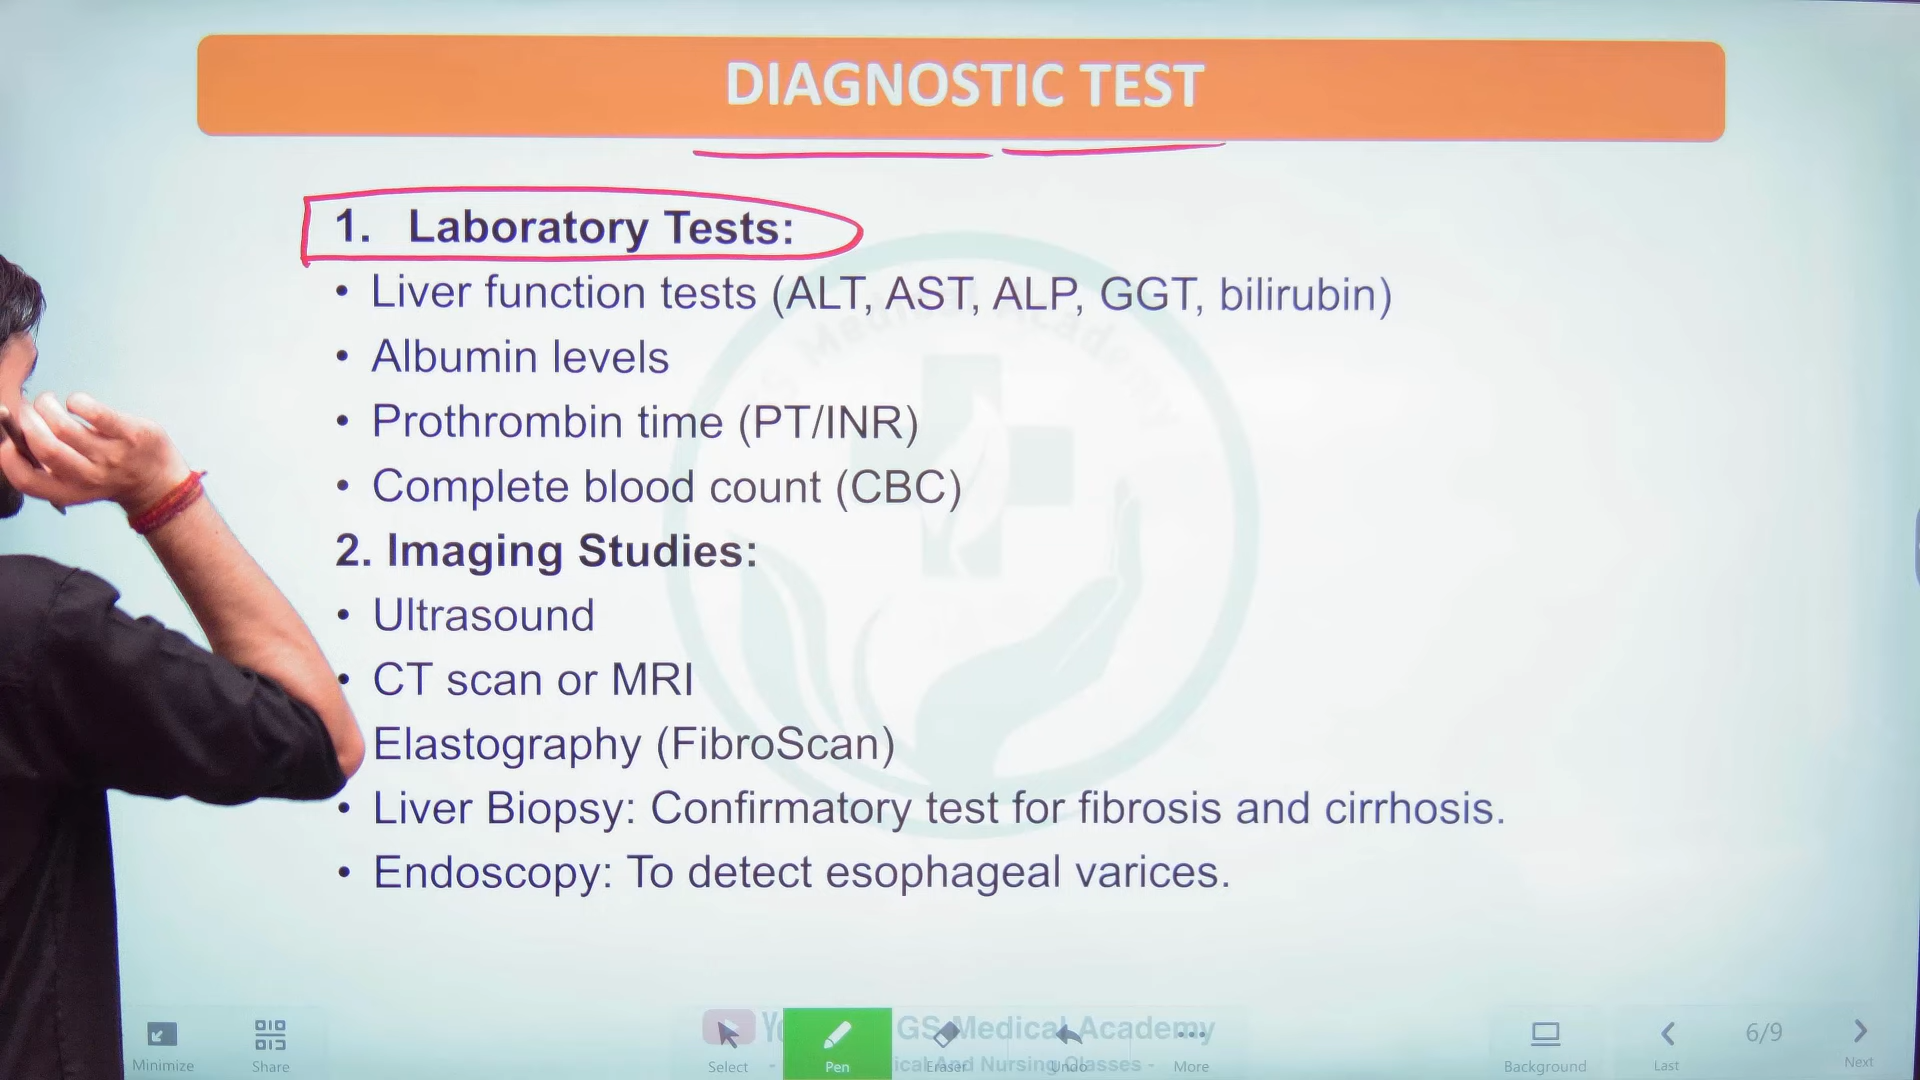 DIAGNOSTIC TEST
1. Laboratory Tests:
• Liver function tests (ALT, AST, ALP, GGT, bilirubin)
• Albumin levels
• Prothrombin time (PT/INR)
• Complete blood count (CBC)
2. Imaging Studies:
• Ultrasound
• CT scan or MRI
Elastography (FibroScan)
• Liver Biopsy: Confirmatory test for fibrosis and cirrhosis.
• Endoscopy: To detect esophageal varices.
GS Medical Academy
And Nursing Classes -
Minimize Share Select Pen Eraser Undo More Background Last 6/9 Next